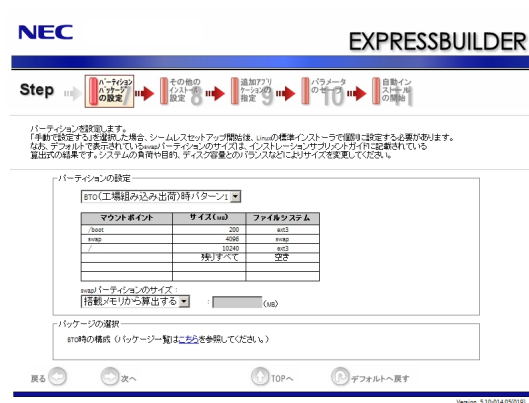 NEC
EXPRESSBUILDER
Step
パーティション パッケージ の設定 7
その他の インストール 設定 8
追加アプリ ケーションの 指定 9
パラメータ のセーブ 10
自動イン ストール の開始 11
パーティションを設定します。
「手動で設定する」を選択した場合、シームレスセットアップ開始後、Linuxの標準インストーラで個別に設定する必要があります。
なお、デフォルトで表示されているswapパーティションのサイズは、インストレーションサプリメントガイドに記載されている
算出式の結果です。システムの負荷や目的、ディスク容量とのバランスなどによりサイズを変更してください。
パーティションの設定
BTO(工場組み込み出荷)時パターン1
マウントポイント サイズ(MB) ファイルシステム
/boot 200 ext3
swap 4096 swap
/ 10240 ext3
残りすべて 空き
swapパーティションのサイズ：
搭載メモリから算出する : (MB)
パッケージの選択
BTO時の構成 (パッケージ一覧はこちらを参照してください。)
戻る 次へ TOPへ デフォルトへ戻す
Version 5.10-014.05(018)